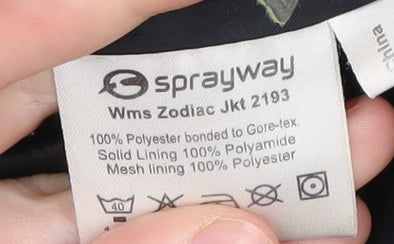 sprayway
Wms Zodiac Jkt 2193
100% Polyester bonded to Gore-tex.
Solid Lining 100% Polyamide
Mesh lining 100% Polyester
40
China